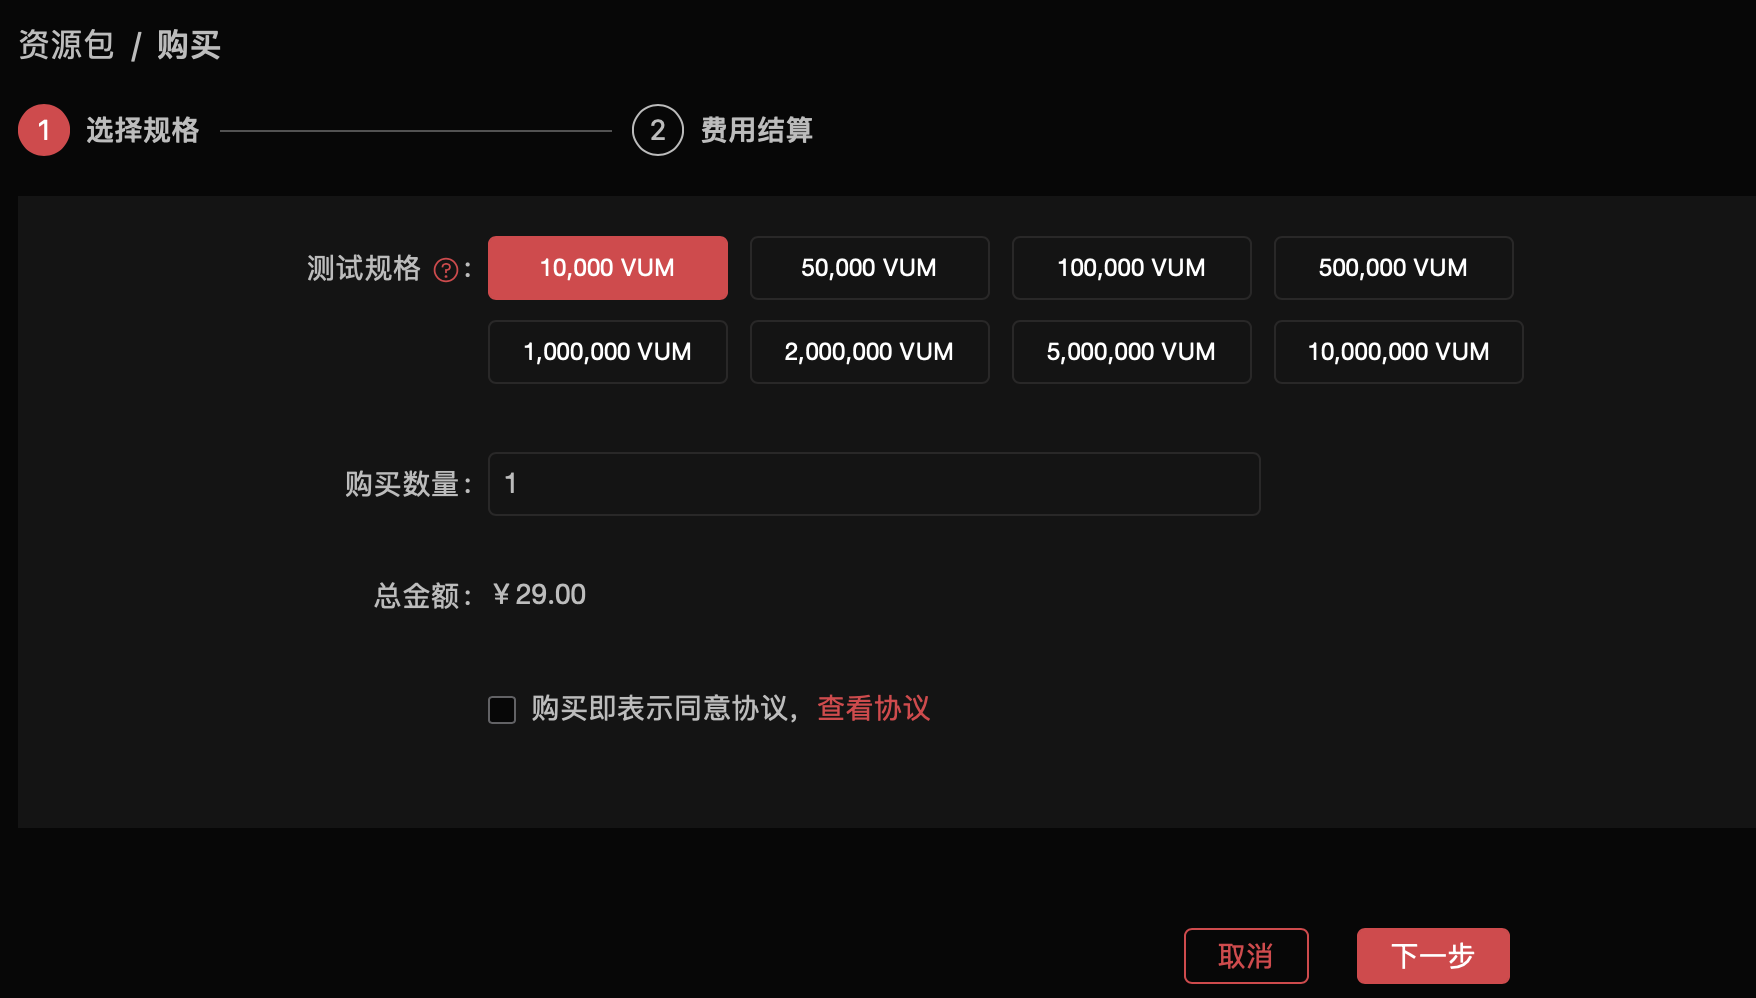 资源包 / 购买
1 选择规格 2 费用结算
测试规格 ?: 10,000 VUM 50,000 VUM 100,000 VUM 500,000 VUM
1,000,000 VUM 2,000,000 VUM 5,000,000 VUM 10,000,000 VUM
购买数量: 1
总金额: ¥ 29.00
购买即表示同意协议，查看协议
取消 下一步